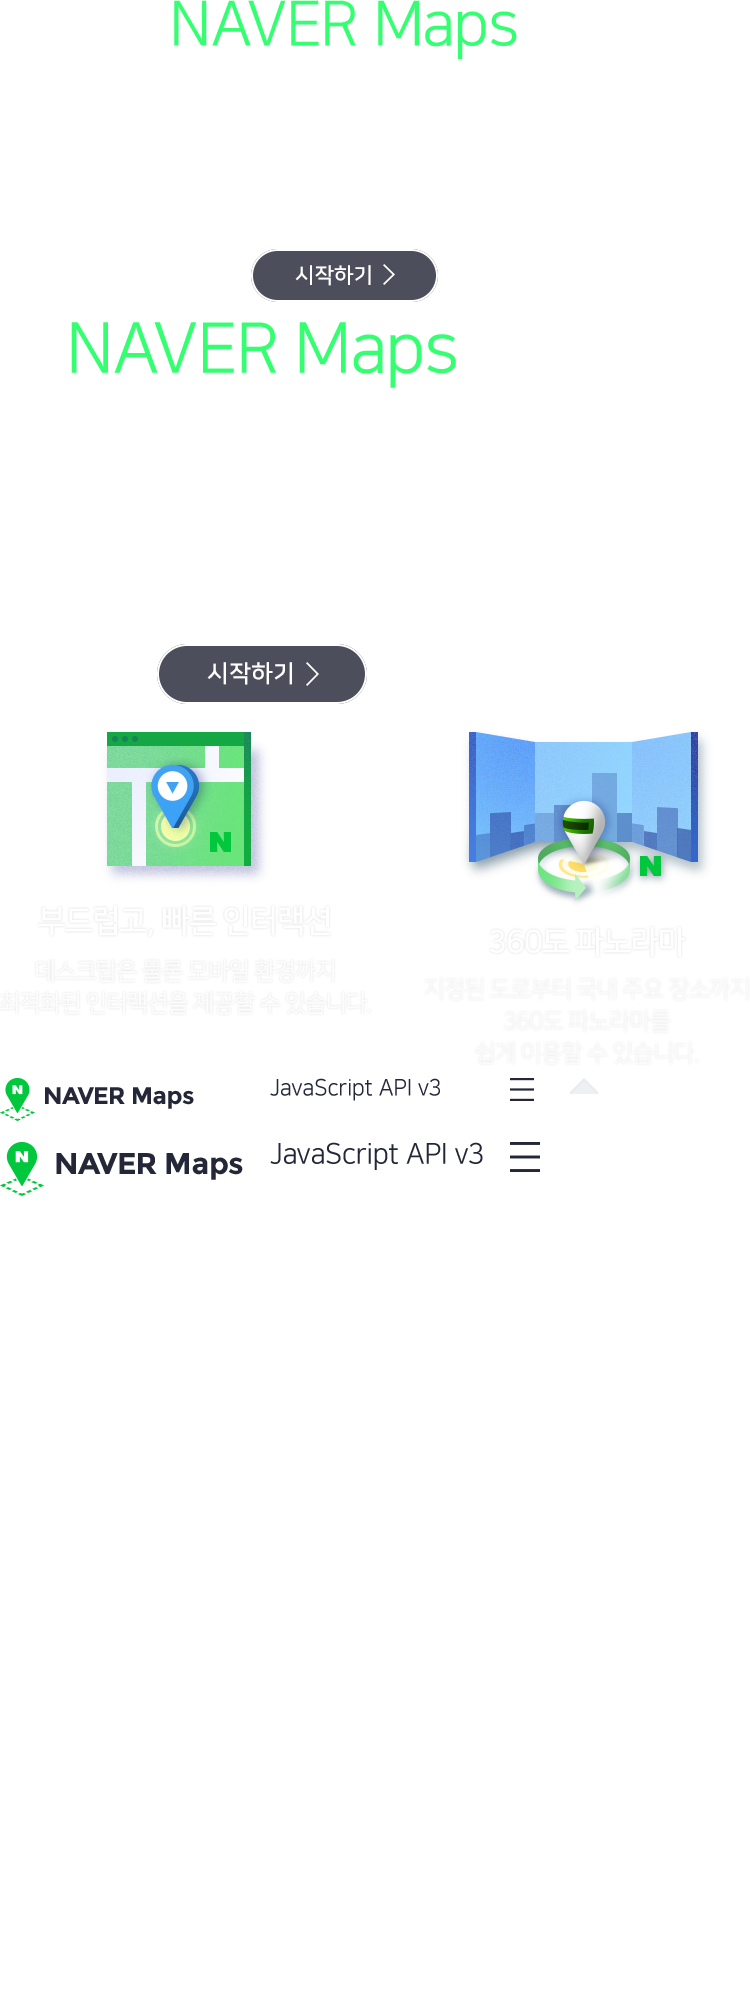 NAVER Maps
시작하기
NAVER Maps
시작하기
N
N
부드럽고, 빠른 인터랙션
데스크탑은 물론 모바일 환경까지
최적화된 인터랙션을 제공할 수 있습니다.
360도 파노라마
지정된 도로부터 국내 주요 장소까지
360도 파노라마를
쉽게 이용할 수 있습니다.
N NAVER Maps
JavaScript API v3
N NAVER Maps
JavaScript API v3